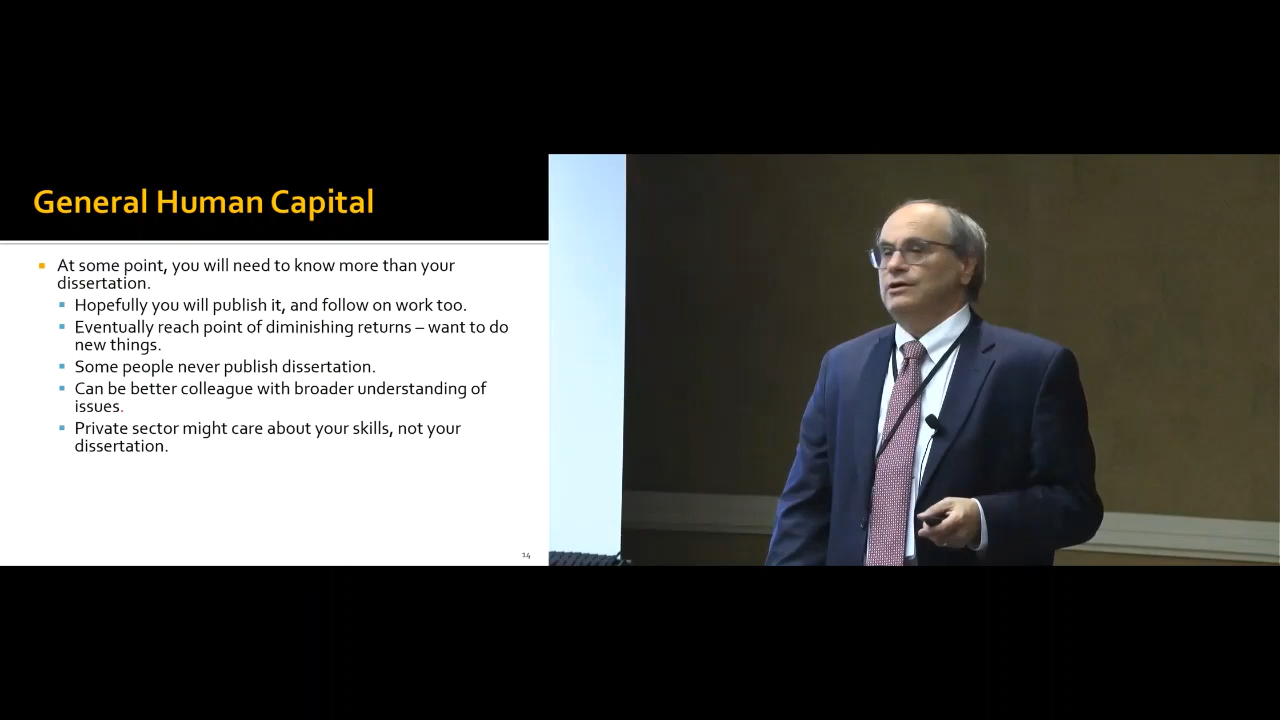 General Human Capital
At some point, you will need to know more than your
dissertation.
Hopefully you will publish it, and follow on work too.
Eventually reach point of diminishing returns – want to do
new things.
Some people never publish dissertation.
Can be better colleague with broader understanding of
issues.
Private sector might care about your skills, not your
dissertation.
14